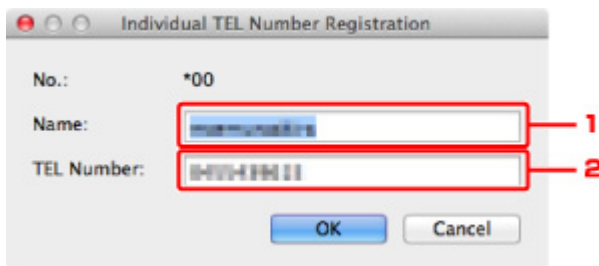 Individual TEL Number Registration
No.: *00
Name: 1
TEL Number: 2
OK Cancel